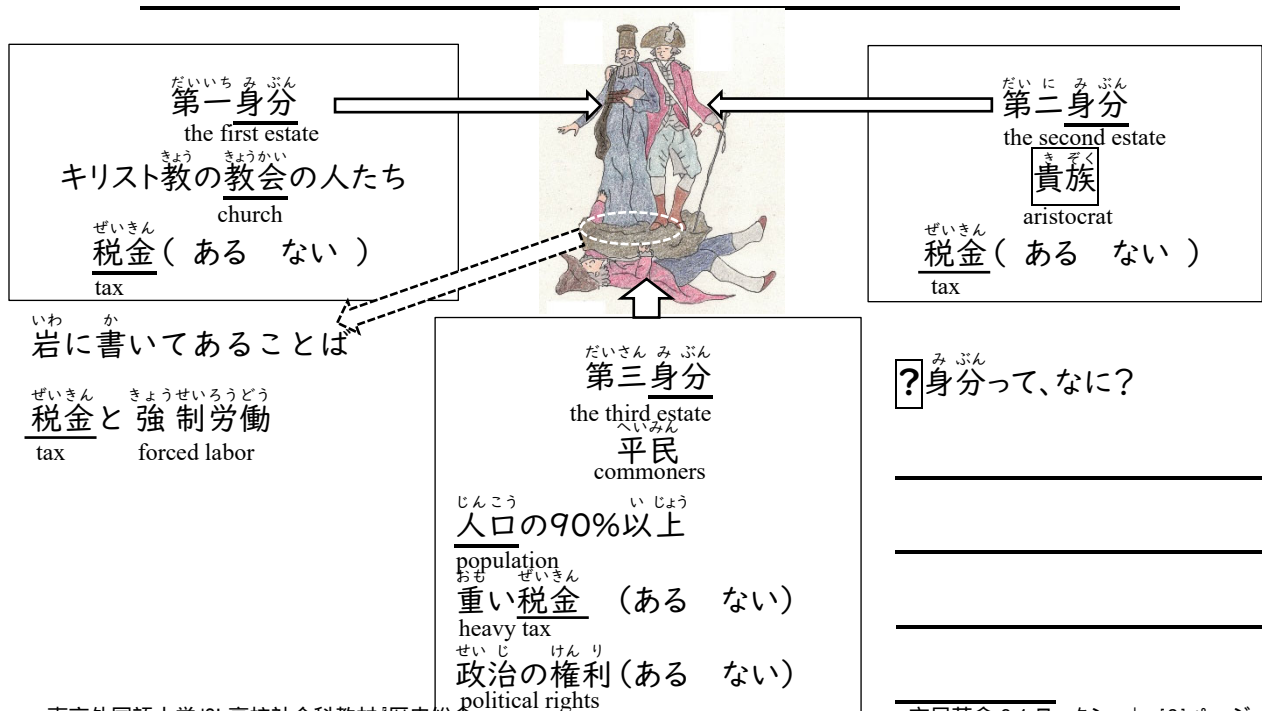 だいいち み ぶん
第一身分
the first estate
きょう きょうかい
キリスト教の教会の人たち
church
ぜいきん
税金( ある ない )
tax
だい に み ぶん
第二身分
the second estate
き ぞく
貴族
aristocrat
ぜいきん
税金( ある ない )
tax
いわ か
岩に書いてあることば
ぜいきん きょうせいろうどう
税金と強制労働
tax forced labor
だいさん み ぶん
第三身分
the third estate
へいみん
平民
commoners
じんこう い じょう
人口の90%以上
population
おも ぜいきん
重い税金 (ある ない)
heavy tax
せい じ けん り
政治の権利(ある ない)
political rights
み ぶん
?身分って、なに?